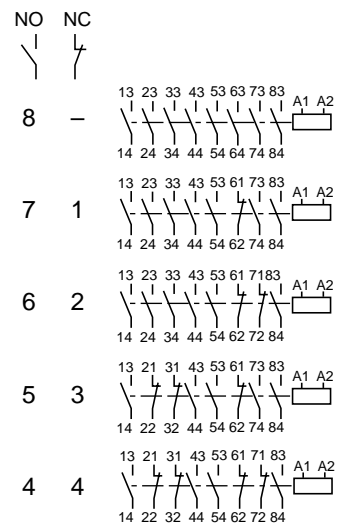 NO NC
13 23 33 43 53 63 73 83 A1 A2
8 –
14 24 34 44 54 64 74 84
13 23 33 43 53 61 73 83 A1 A2
7 1
14 24 34 44 54 62 74 84
13 23 33 43 53 61 71 83 A1 A2
6 2
14 24 34 44 54 62 72 84
13 21 31 43 53 61 73 83 A1 A2
5 3
14 22 32 44 54 62 74 84
13 21 31 43 53 61 71 83 A1 A2
4 4
14 22 32 44 54 62 72 84